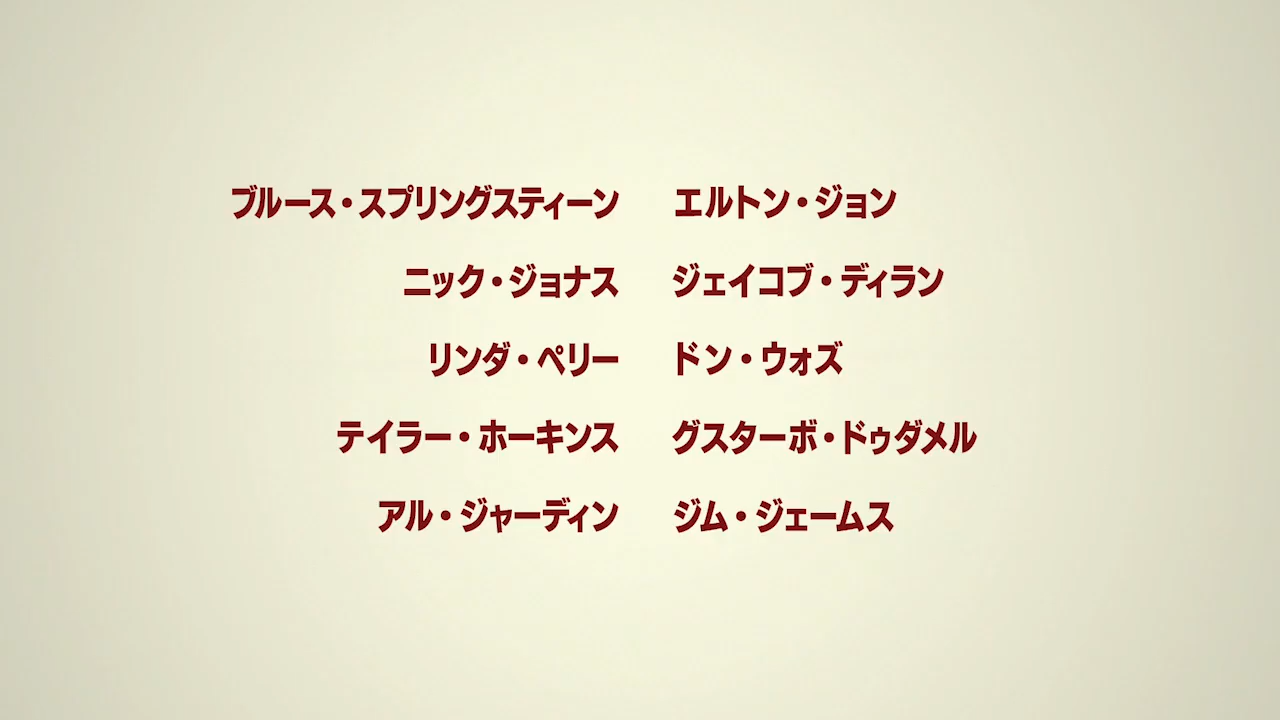 ブルース・スプリングスティーン　エルトン・ジョン
ニック・ジョナス　ジェイコブ・ディラン
リンダ・ペリー　ドン・ウォズ
テイラー・ホーキンス　グスターボ・ドゥダメル
アル・ジャーディン　ジム・ジェームス